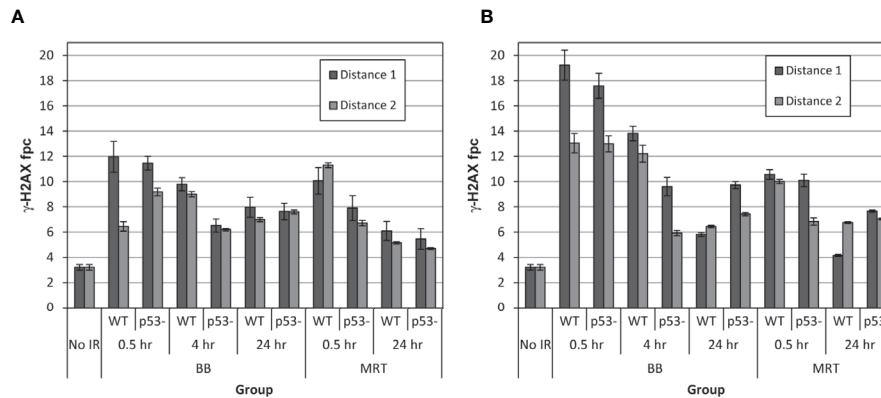 A
B
20
18
16
14
12
10
8
6
4
2
0
γ-H2AX fpc
Distance 1
Distance 2
WT p53- WT p53- WT p53- WT p53- WT p53-
No IR 0.5 hr 4 hr 24 hr 0.5 hr 24 hr
BB MRT
Group
20
18
16
14
12
10
8
6
4
2
0
γ-H2AX fpc
Distance 1
Distance 2
WT p53- WT p53- WT p53- WT p53- WT p53
No IR 0.5 hr 4 hr 24 hr 0.5 hr 24 hr
BB MRT
Group